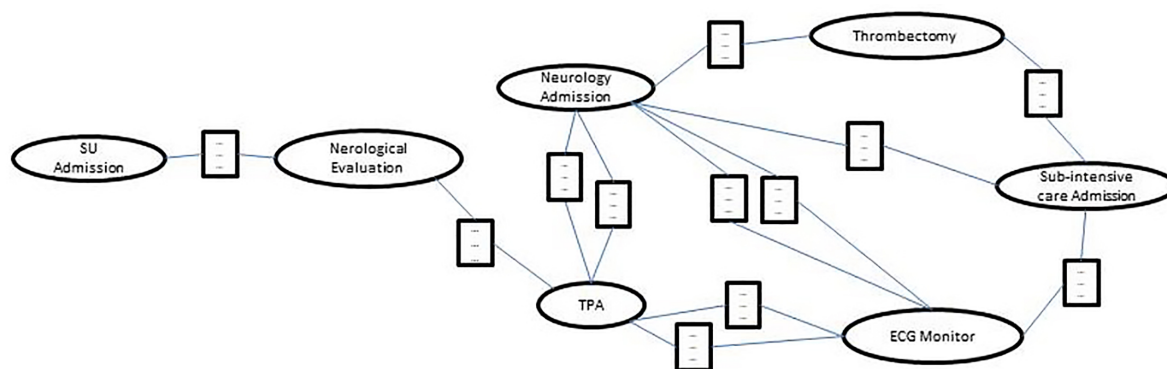 Thrombectomy
Neurology
Admission
SU
Admission
Nerological
Evaluation
Sub-intensive
care Admission
TPA
ECG Monitor